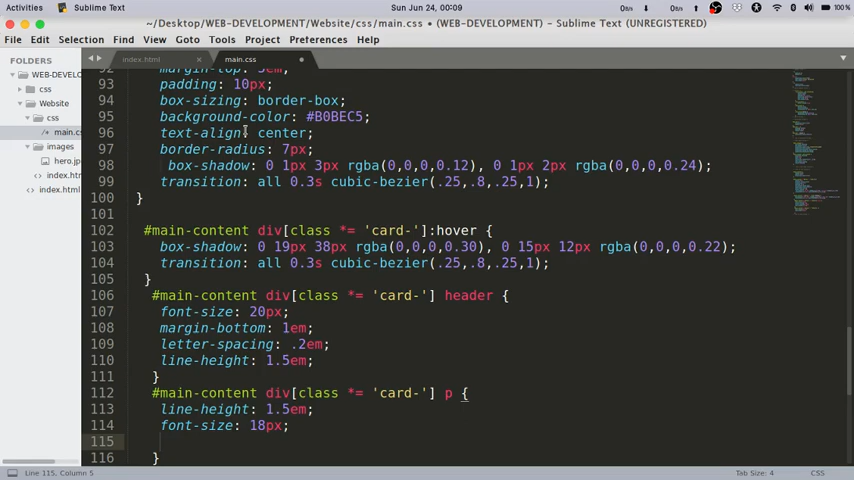 Activities Sublime Text Sun Jun 24, 00:09 0/s 0/s 100%
~/Desktop/WEB-DEVELOPMENT/Website/css/main.css • (WEB-DEVELOPMENT) - Sublime Text (UNREGISTERED)
File Edit Selection Find View Goto Tools Project Preferences Help
FOLDERS
WEB-DEVELO
css
Website
css
/* main.cs
images
hero.jp
index.htm
index.html
index.html main.css
92 margin-top: 3em;
93 padding: 10px;
94 box-sizing: border-box;
95 background-color: #B0BEC5;
96 text-align: center;
97 border-radius: 7px;
98 box-shadow: 0 1px 3px rgba(0,0,0,0.12), 0 1px 2px rgba(0,0,0,0.24);
99 transition: all 0.3s cubic-bezier(.25,.8,.25,1);
100 }
101
102 #main-content div[class *= 'card-']:hover {
103 box-shadow: 0 19px 38px rgba(0,0,0,0.30), 0 15px 12px rgba(0,0,0,0.22);
104 transition: all 0.3s cubic-bezier(.25,.8,.25,1);
105 }
106 #main-content div[class *= 'card-'] header {
107 font-size: 20px;
108 margin-bottom: 1em;
109 letter-spacing: .2em;
110 line-height: 1.5em;
111 }
112 #main-content div[class *= 'card-'] p {
113 line-height: 1.5em;
114 font-size: 18px;
115
116 }
Line 115, Column 5 Tab Size: 4 CSS